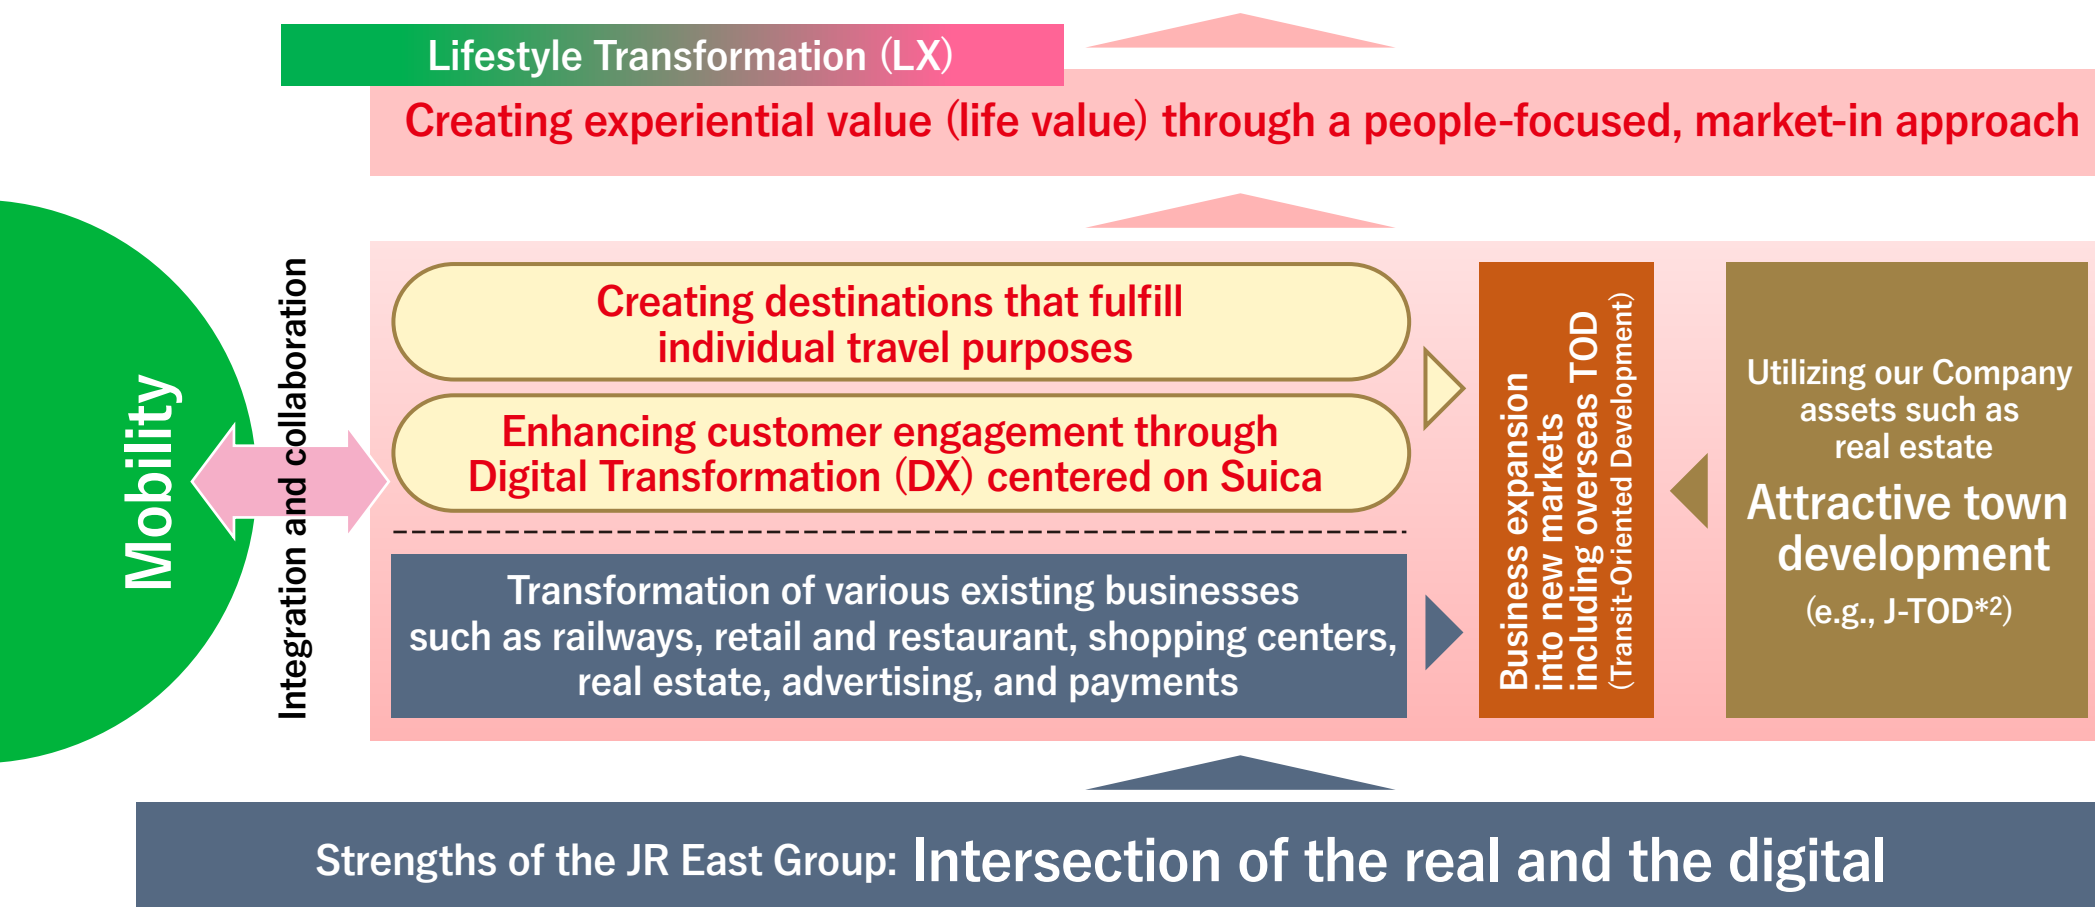 Lifestyle Transformation (LX)
Creating experiential value (life value) through a people-focused, market-in approach
Mobility
Integration and collaboration
Creating destinations that fulfill
individual travel purposes
Enhancing customer engagement through
Digital Transformation (DX) centered on Suica
Transformation of various existing businesses
such as railways, retail and restaurant, shopping centers,
real estate, advertising, and payments
Business expansion
into new markets
including overseas TOD
(Transit-Oriented Development)
Utilizing our Company
assets such as
real estate
Attractive town
development
(e.g., J-TOD*2)
Strengths of the JR East Group: Intersection of the real and the digital